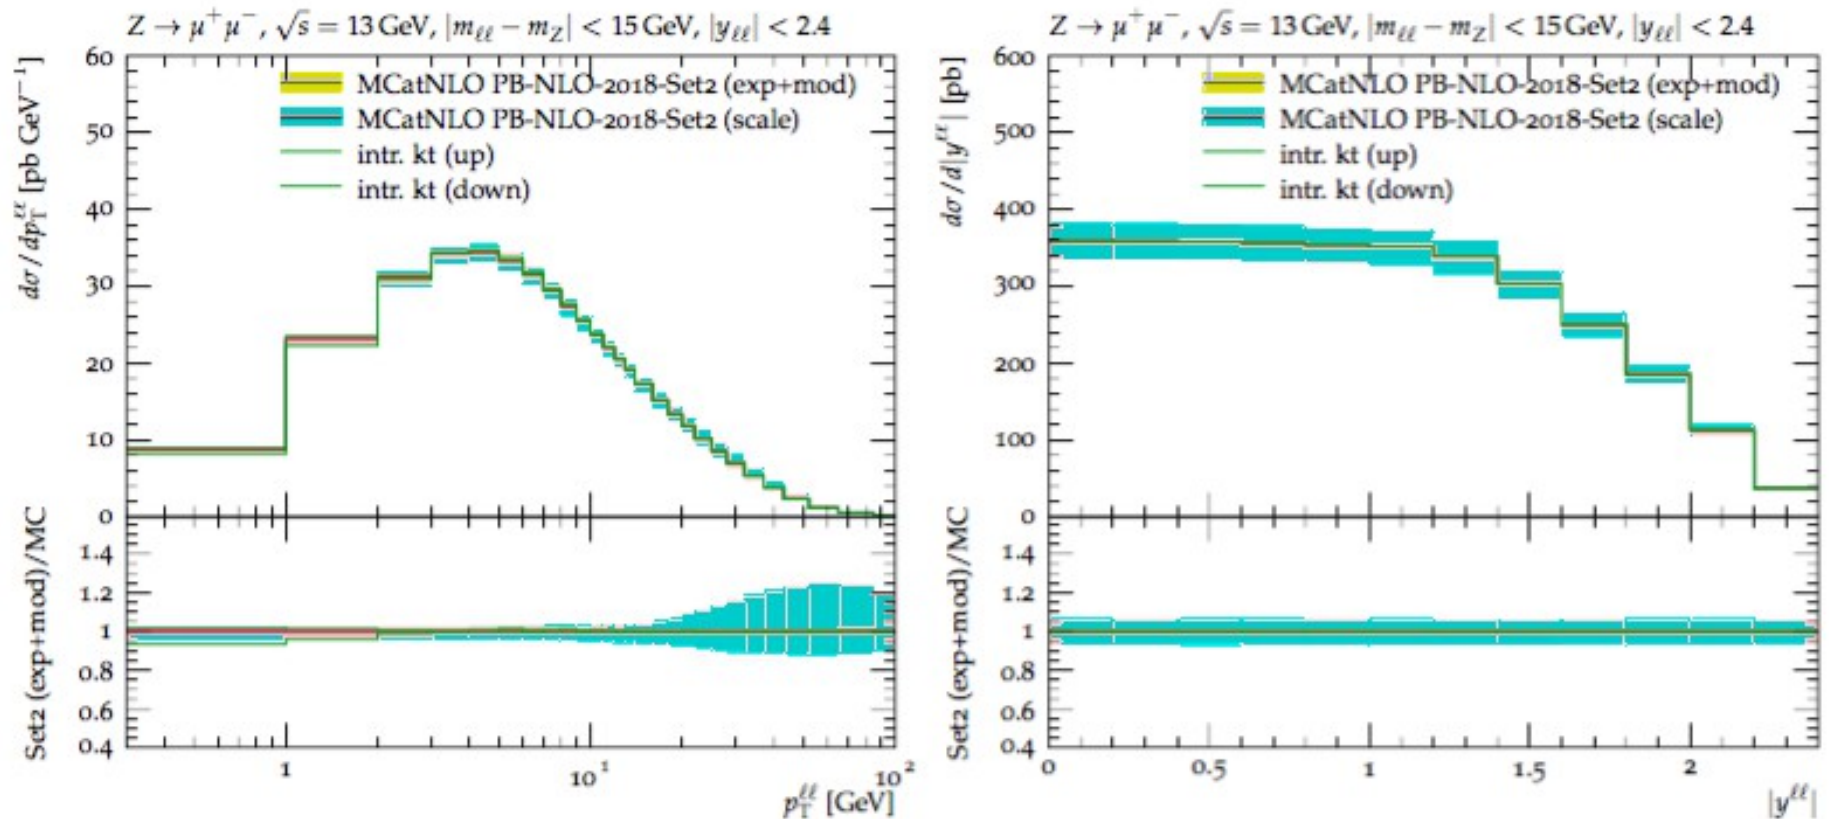 Z → μ⁺μ⁻, √s = 13 GeV, |mℓℓ − mZ| < 15 GeV, |yℓℓ| < 2.4
dσ/dp_T^ℓℓ [pb GeV⁻¹]
MCatNLO PB-NLO-2018-Set2 (exp+mod)
MCatNLO PB-NLO-2018-Set2 (scale)
intr. kt (up)
intr. kt (down)
60
50
40
30
20
10
0
Set2 (exp+mod)/MC
1.4
1.2
1
0.8
0.6
0.4
1
10¹
10²
p_T^ℓℓ [GeV]
Z → μ⁺μ⁻, √s = 13 GeV, |mℓℓ − mZ| < 15 GeV, |yℓℓ| < 2.4
dσ/d|y^ℓℓ| [pb]
MCatNLO PB-NLO-2018-Set2 (exp+mod)
MCatNLO PB-NLO-2018-Set2 (scale)
intr. kt (up)
intr. kt (down)
600
500
400
300
200
100
0
Set2 (exp+mod)/MC
1.4
1.2
1
0.8
0.6
0.4
0
0.5
1
1.5
2
|y^ℓℓ|